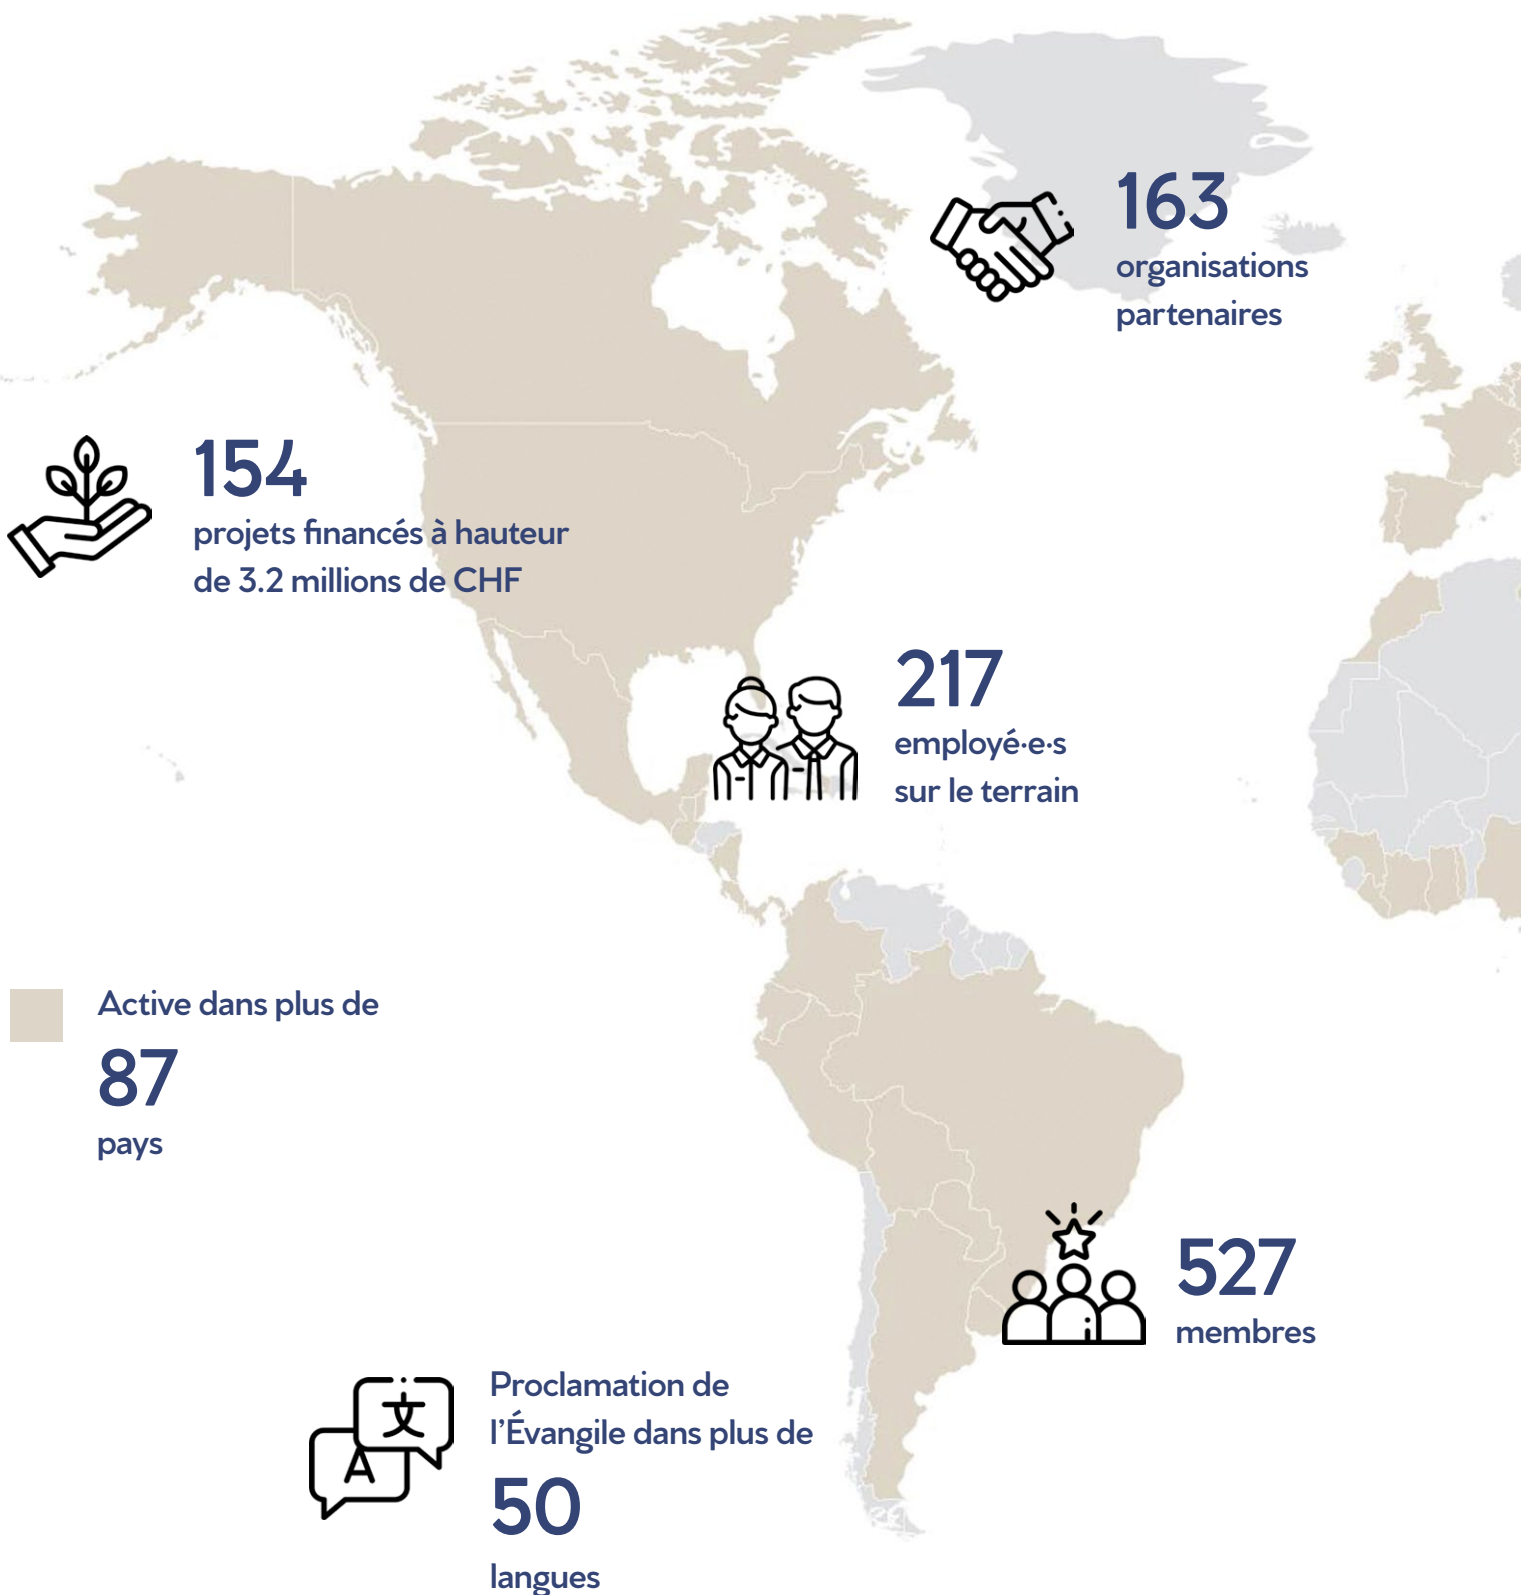 163
organisations
partenaires
154
projets financés à hauteur
de 3.2 millions de CHF
217
employé·e·s
sur le terrain
Active dans plus de
87
pays
527
membres
Proclamation de
l’Évangile dans plus de
50
langues
文
A